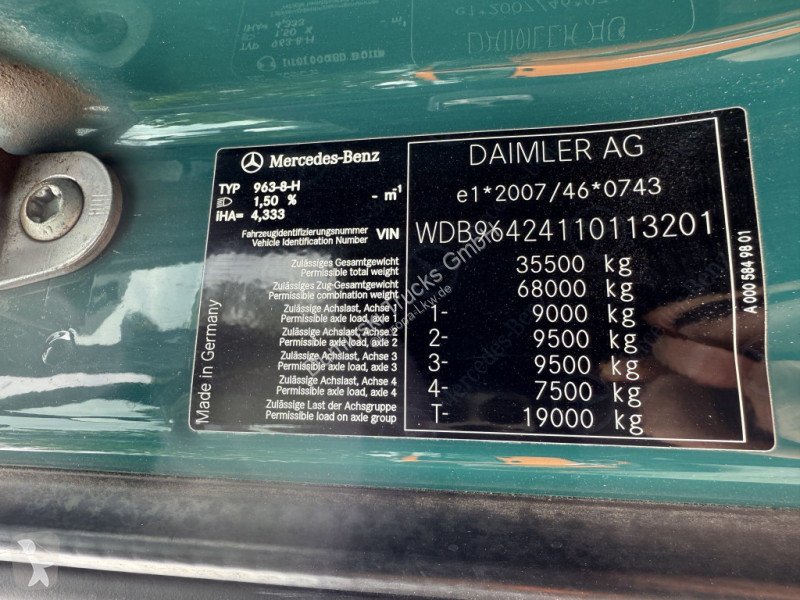 Mercedes-Benz
TYP 963-8-H
1,50 % - m-1
iHA= 4,333
Fahrzeugidentifizierungsnummer
Vehicle Identification Number VIN
DAIMLER AG
e1*2007/46*0743
WDB96424110113201
Zulässiges Gesamtgewicht
Permissible total weight 35500 kg
Zulässiges Zug-Gesamtgewicht
Permissible combination weight 68000 kg
Zulässige Achslast, Achse 1
Permissible axle load, axle 1 1- 9000 kg
Zulässige Achslast, Achse 2
Permissible axle load, axle 2 2- 9500 kg
Zulässige Achslast, Achse 3
Permissible axle load, axle 3 3- 9500 kg
Zulässige Achslast, Achse 4
Permissible axle load, axle 4 4- 7500 kg
Zulässige Last der Achsgruppe
Permissible load on axle group T- 19000 kg
Made in Germany
A 000 584 98 01